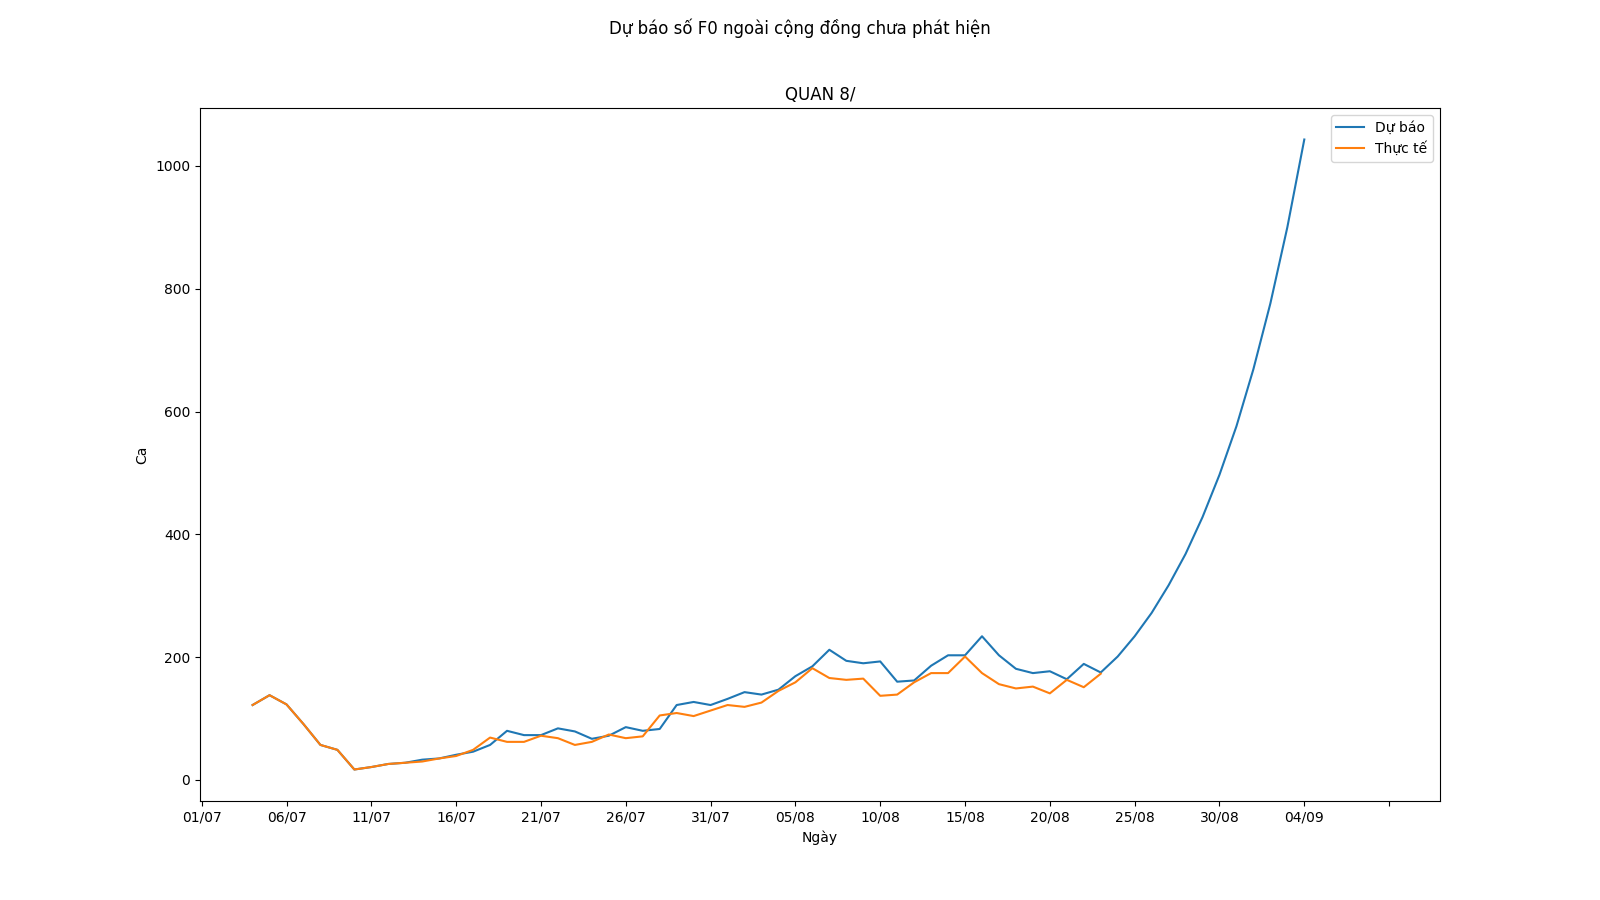 Dự báo số F0 ngoài cộng đồng chưa phát hiện
QUAN 8/
Dự báo
Thực tế
1000
800
600
400
200
0
Ca
01/07 06/07 11/07 16/07 21/07 26/07 31/07 05/08 10/08 15/08 20/08 25/08 30/08 04/09
Ngày